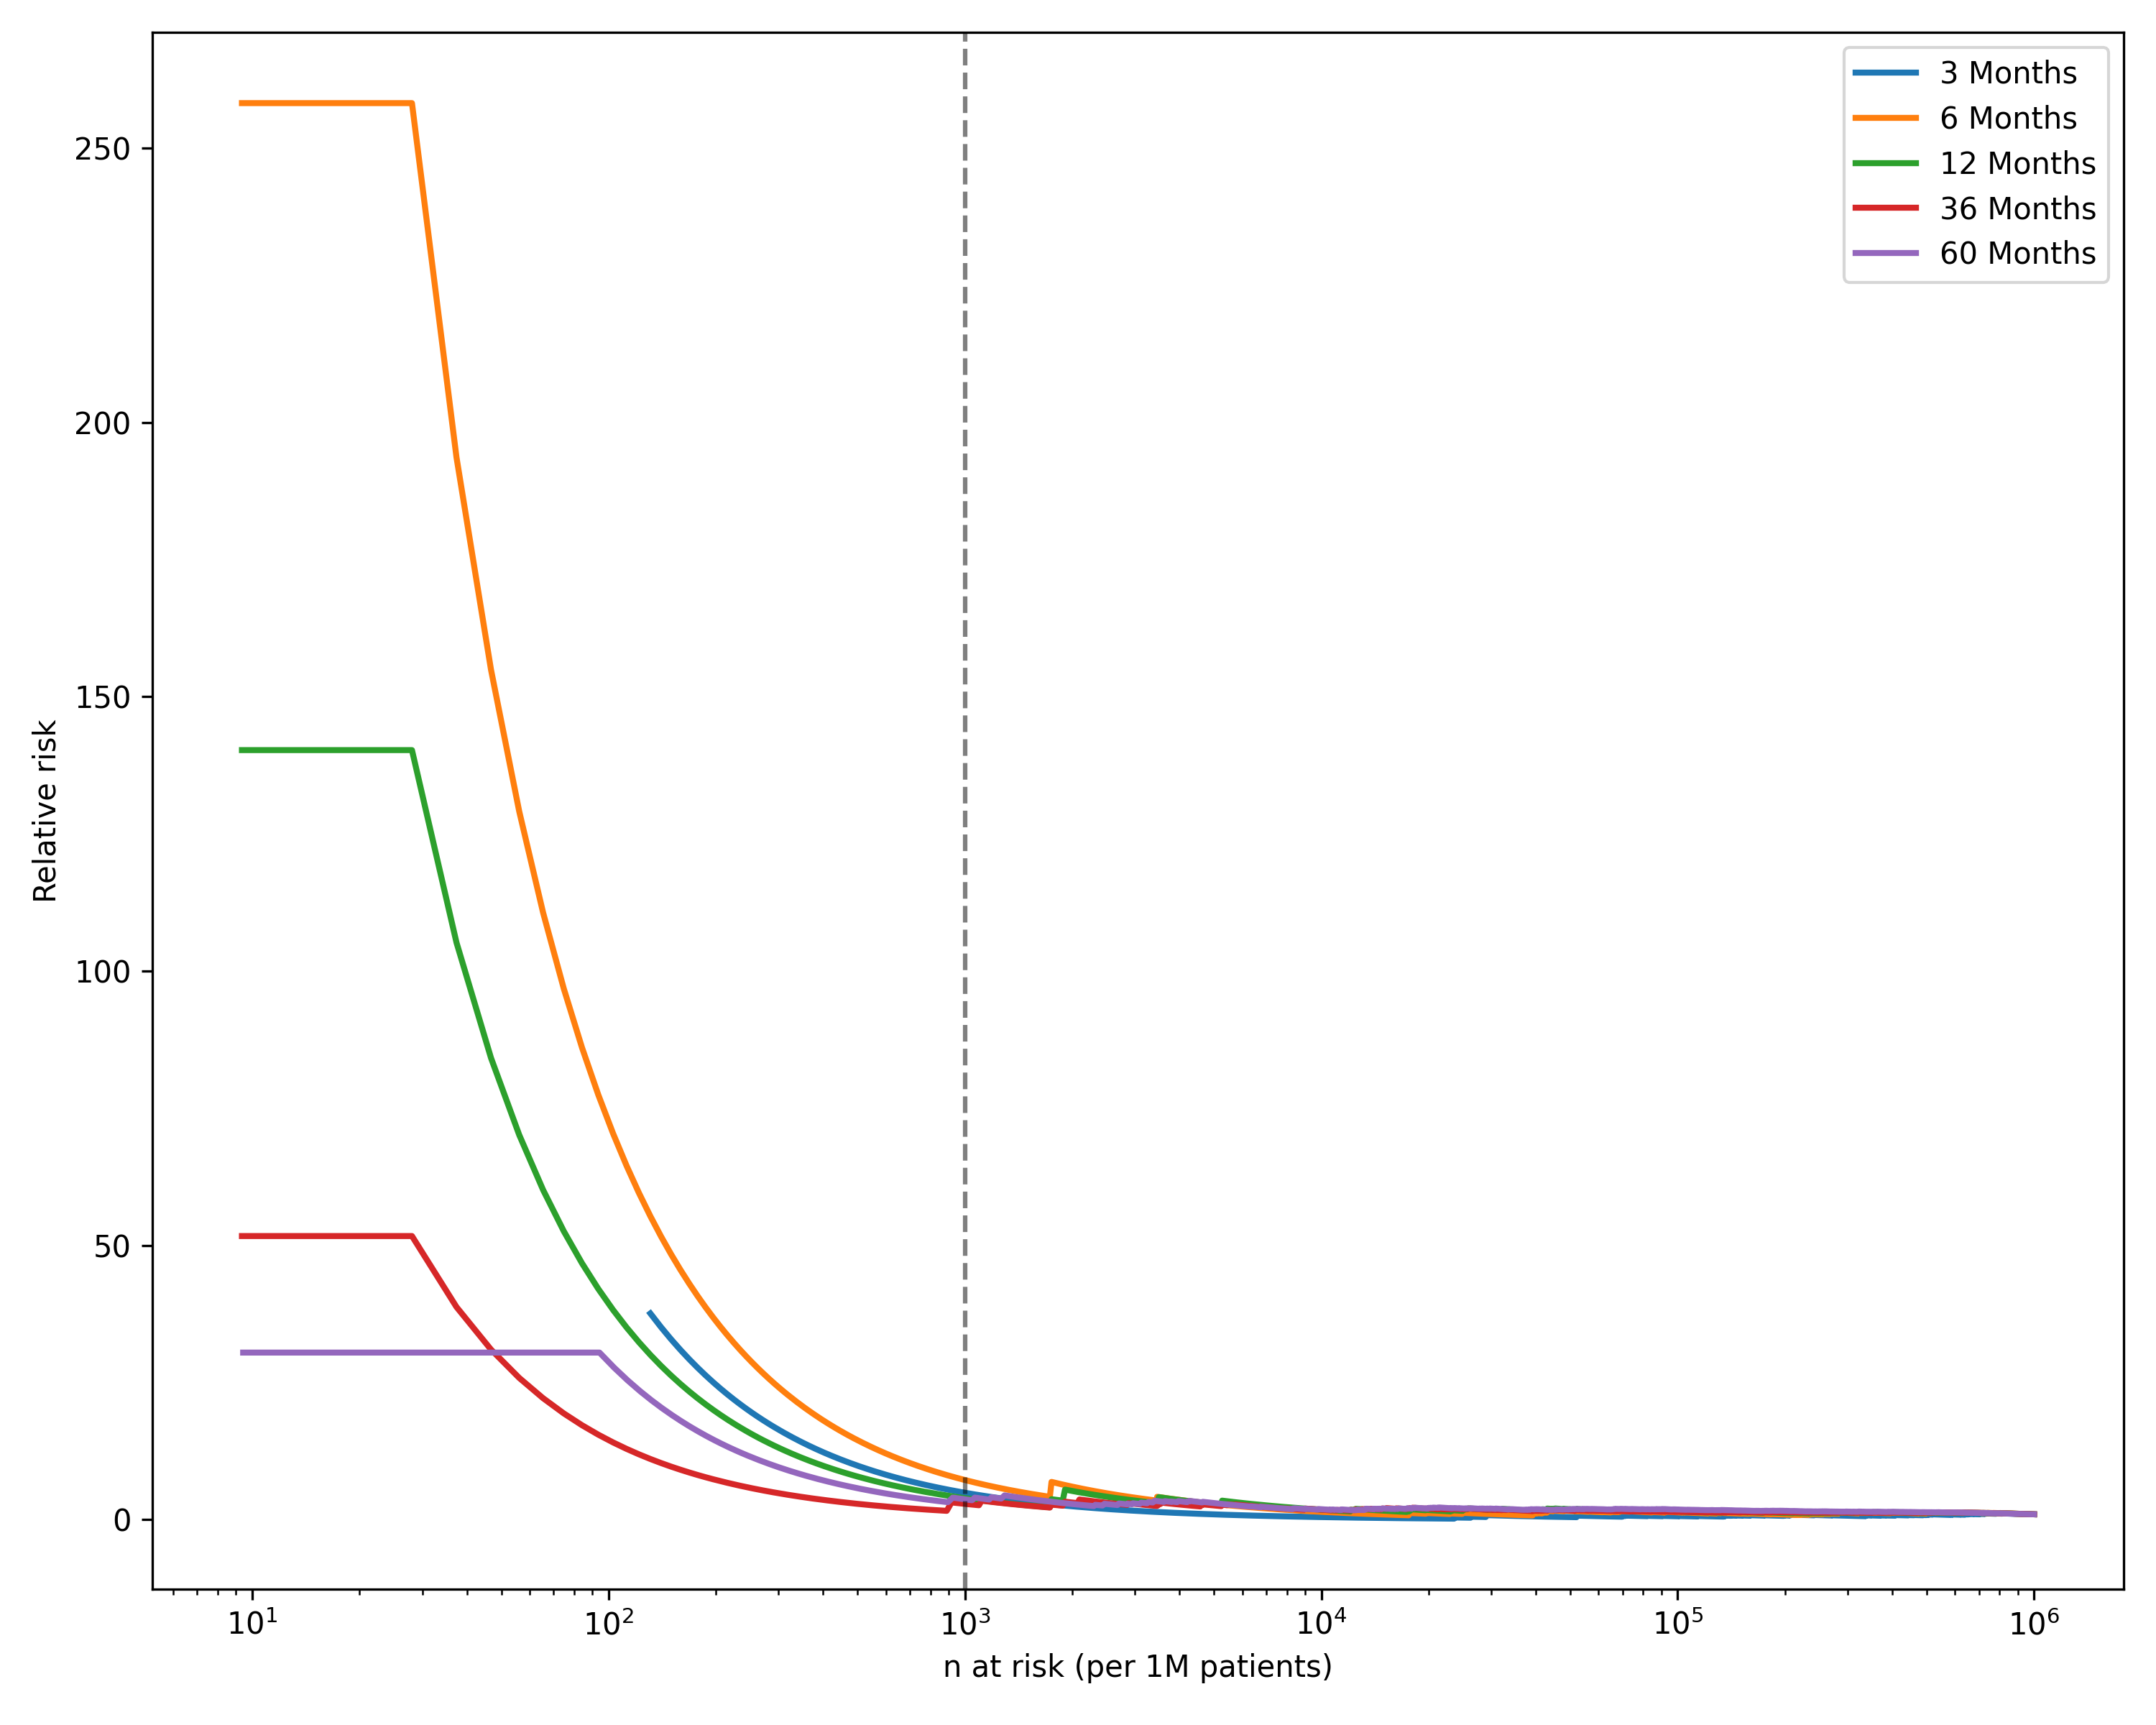 3 Months
6 Months
12 Months
36 Months
60 Months
250
200
150
100
50
0
Relative risk
10¹
10²
10³
10⁴
10⁵
10⁶
n at risk (per 1M patients)